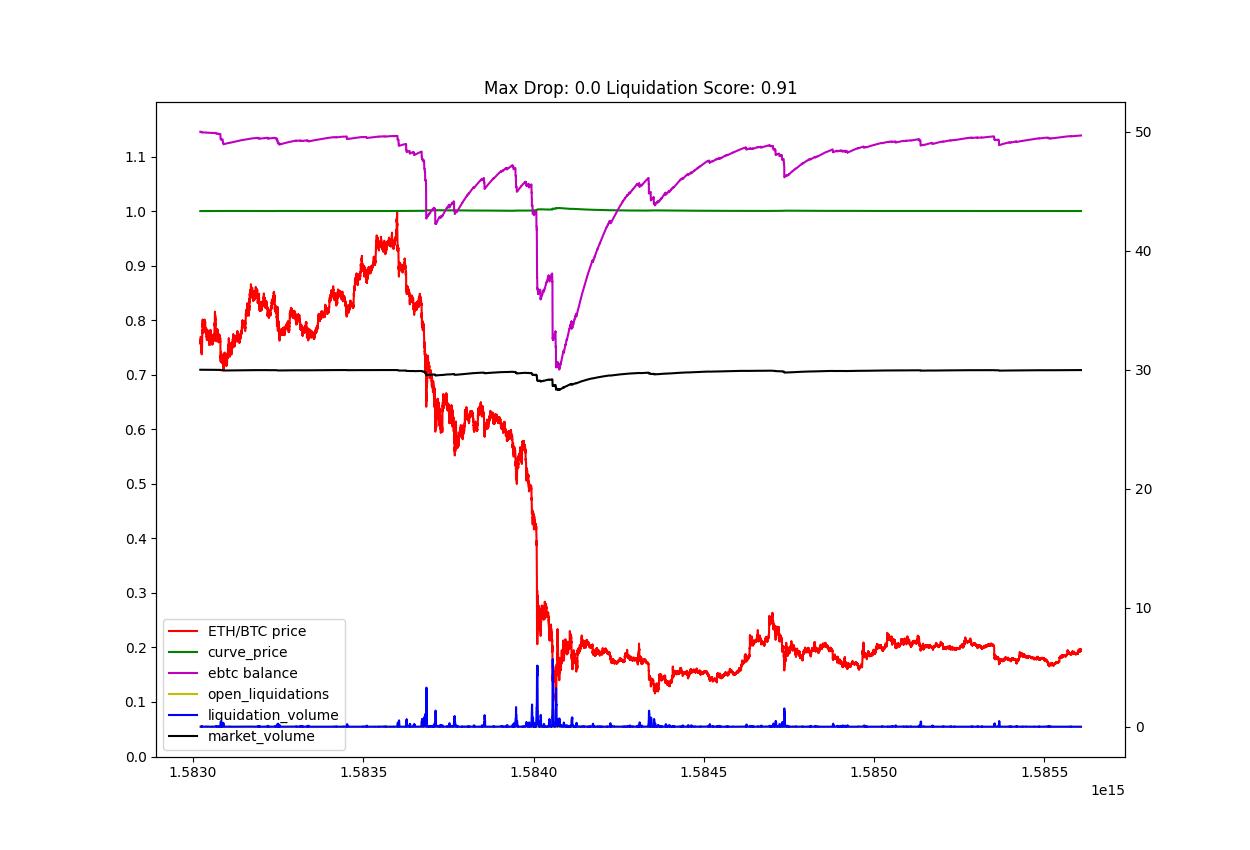 Max Drop: 0.0 Liquidation Score: 0.91
1.1
1.0
0.9
0.8
0.7
0.6
0.5
0.4
0.3
0.2
0.1
0.0
50
40
30
20
10
0
ETH/BTC price
curve_price
ebtc balance
open_liquidations
liquidation_volume
market_volume
1.5830 1.5835 1.5840 1.5845 1.5850 1.5855
1e15